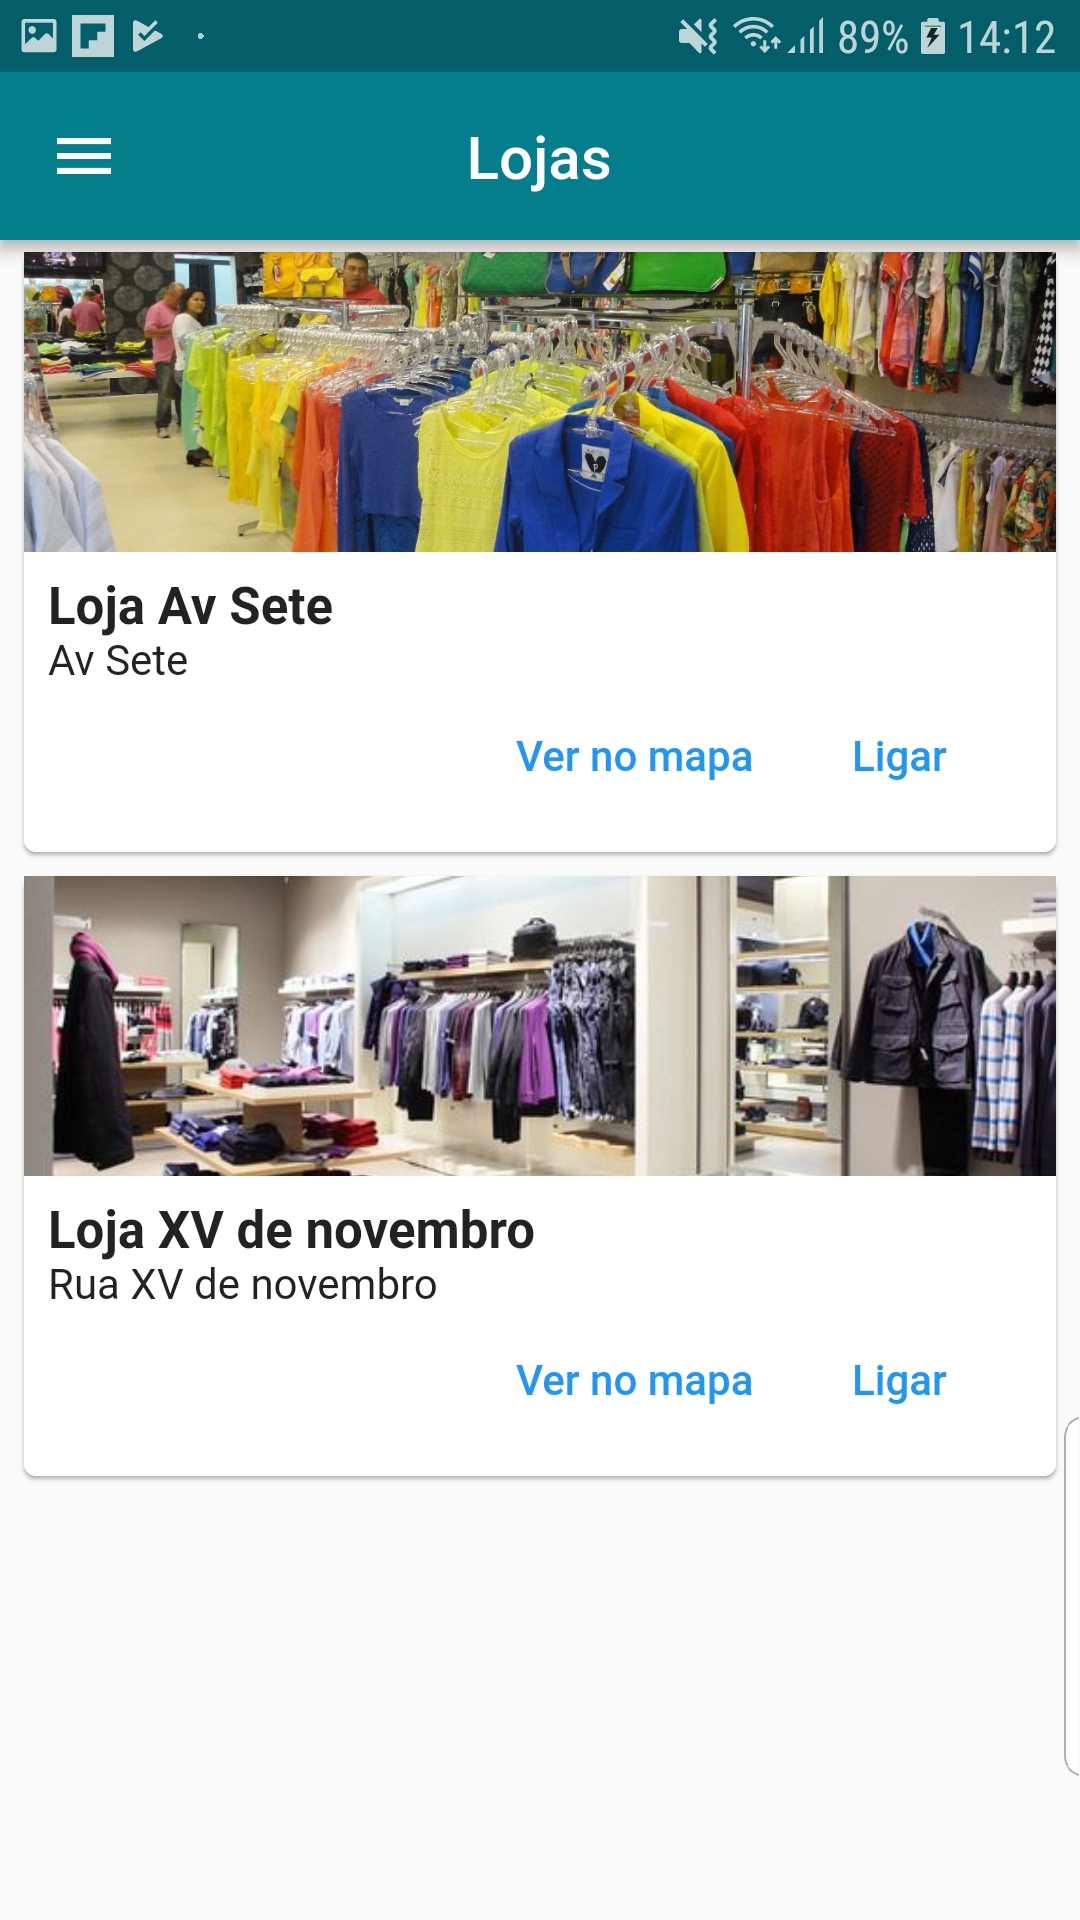 89% 14:12
Lojas
Loja Av Sete
Av Sete
Ver no mapa Ligar
Loja XV de novembro
Rua XV de novembro
Ver no mapa Ligar